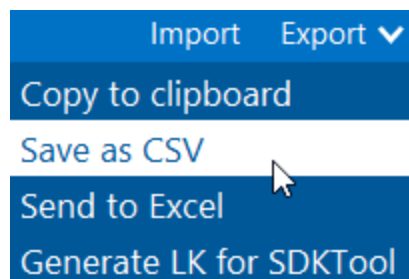 Import Export
Copy to clipboard
Save as CSV
Send to Excel
Generate LK for SDKTool